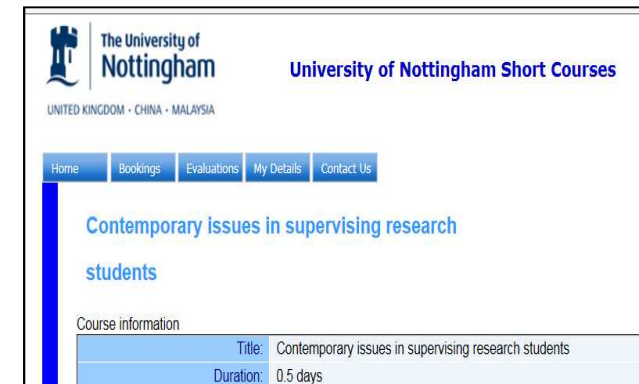 The University of
Nottingham
University of Nottingham Short Courses
UNITED KINGDOM · CHINA · MALAYSIA
Home Bookings Evaluations My Details Contact Us
Contemporary issues in supervising research
students
Course information
Title: Contemporary issues in supervising research students
Duration: 0.5 days